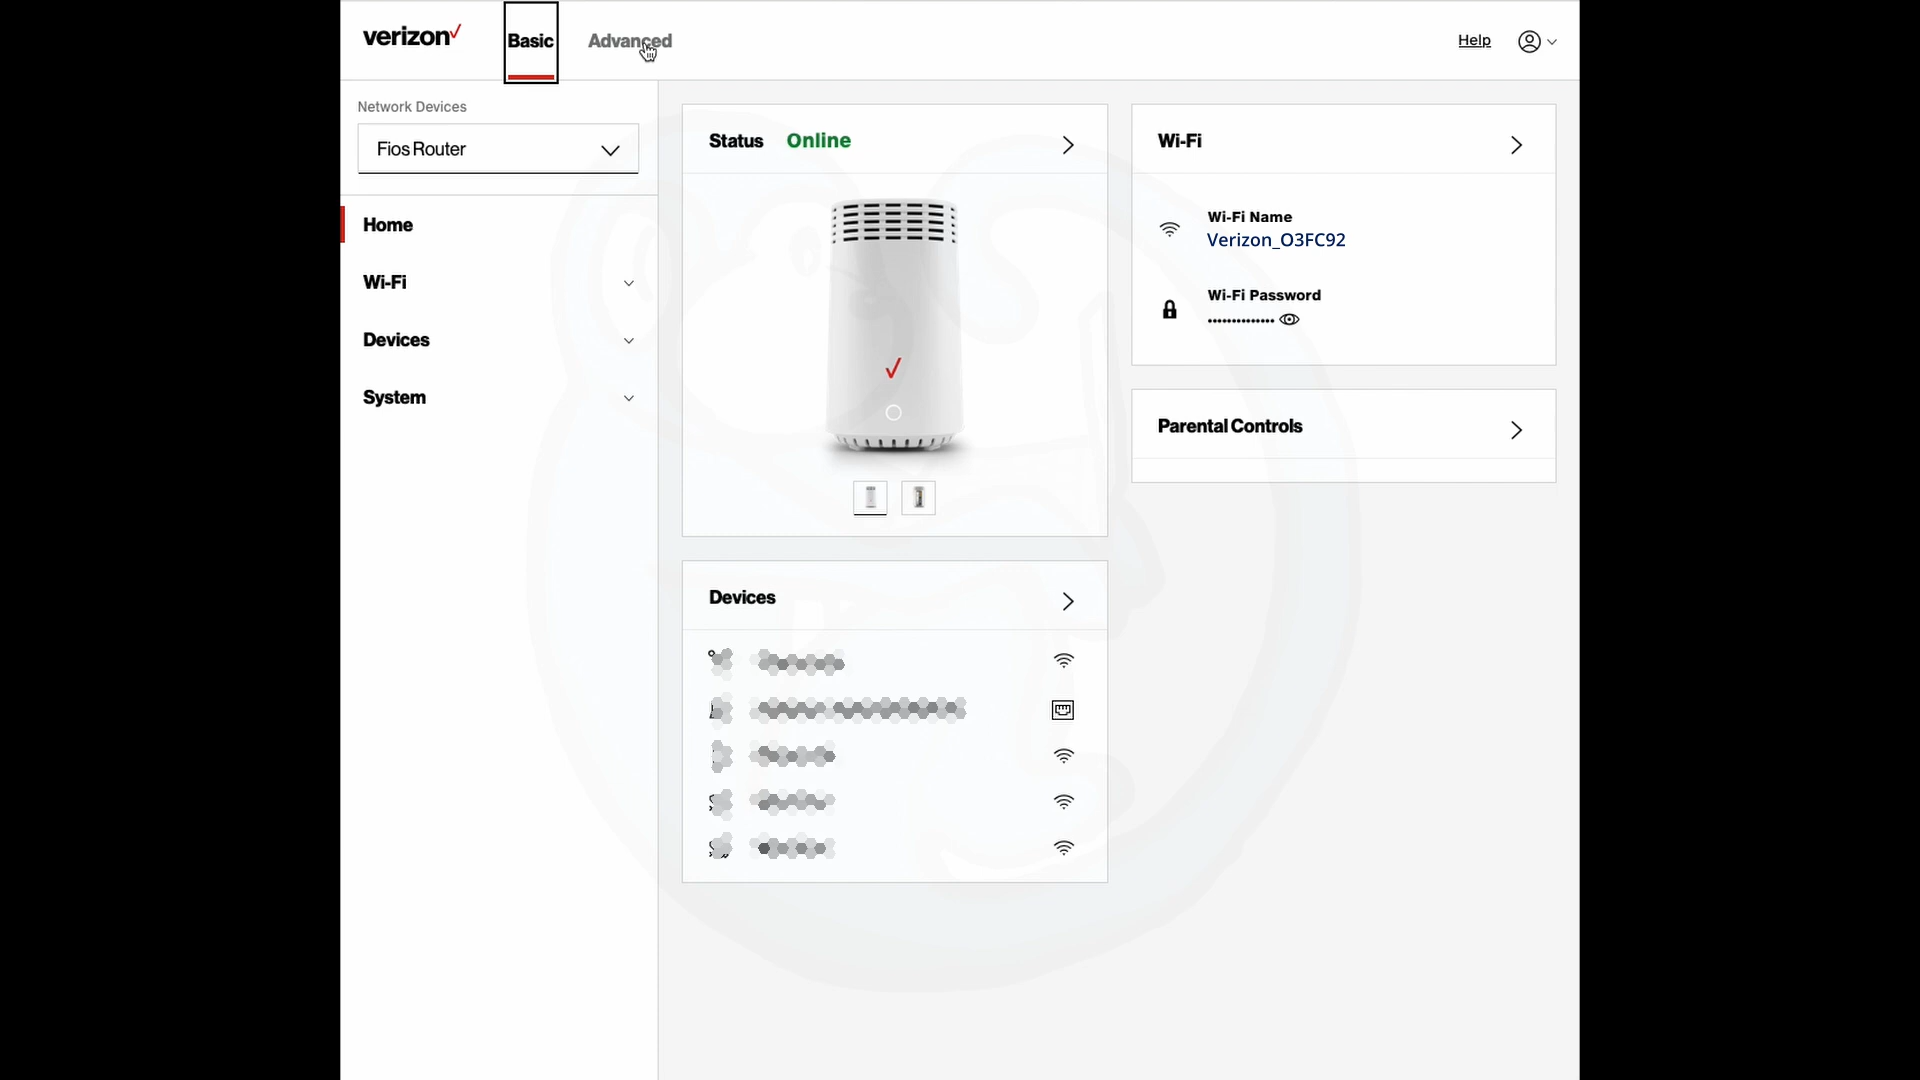 verizon
Basic
Advanced
Help
Network Devices
Fios Router
Home
Wi-Fi
Devices
System
Status Online
Devices
Wi-Fi
Wi-Fi Name
Verizon_O3FC92
Wi-Fi Password
••••••••••••••
Parental Controls